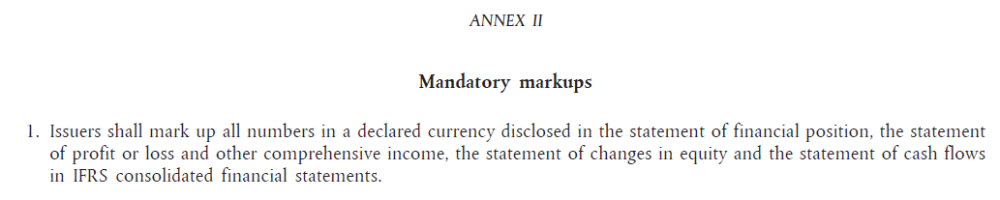 ANNEX II
Mandatory markups
1. Issuers shall mark up all numbers in a declared currency disclosed in the statement of financial position, the statement
of profit or loss and other comprehensive income, the statement of changes in equity and the statement of cash flows
in IFRS consolidated financial statements.